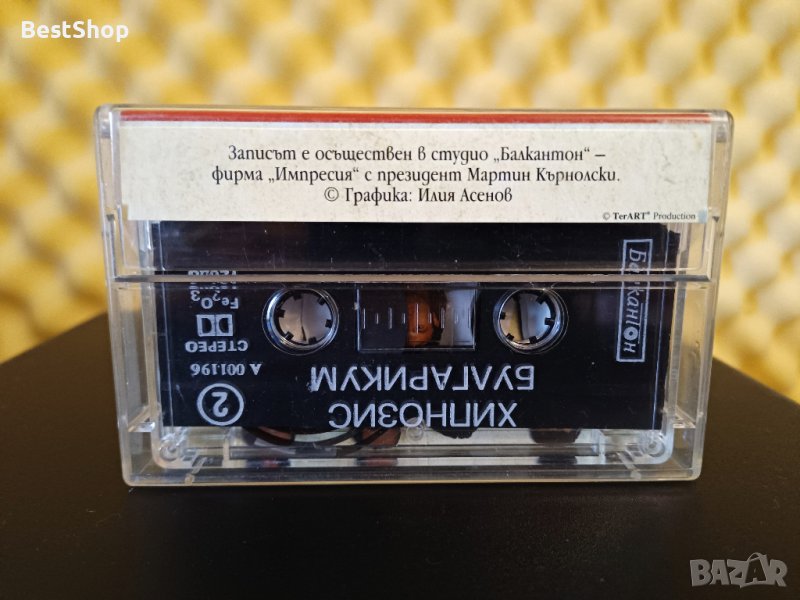 BestShop
Записът е осъществен в студио „Балкантон“ –
фирма „Импресия“ с президент Мартин Кърнолски.
© Графика: Илия Асенов
© TerART® Production
ХИПНОЗИС
БУЛГАРИКУМ
2
A 001196
СТЕРЕО
Fe₂O₃
Балкантон
BAZAR